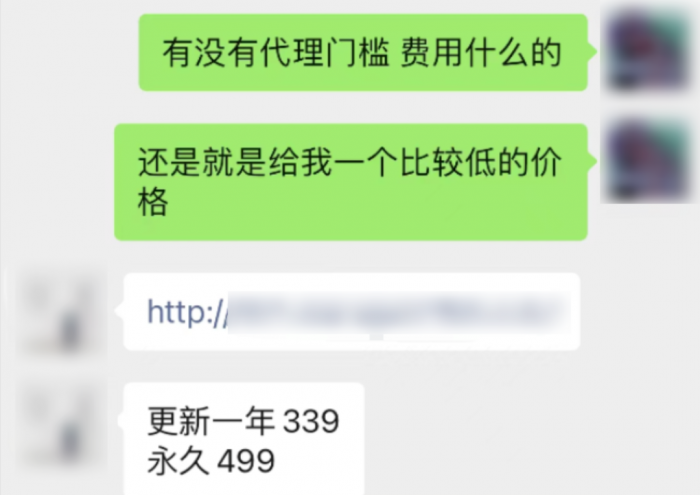 有没有代理门槛 费用什么的
还是就是给我一个比较低的价
格
http://
更新一年 339
永久 499